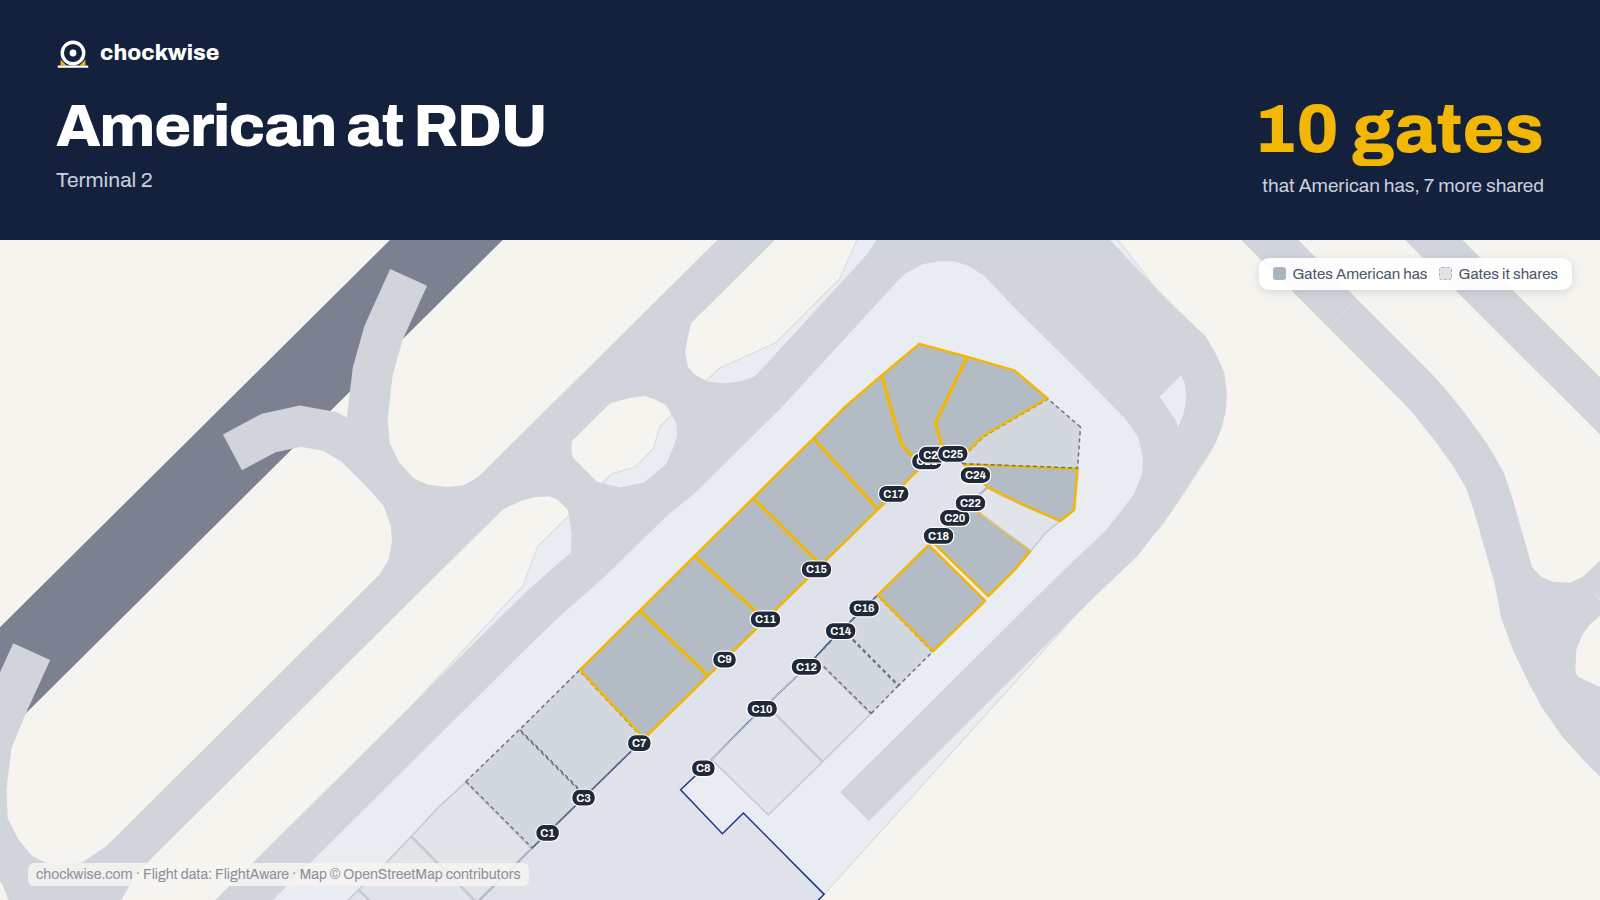 chockwise
American at RDU
Terminal 2
10 gates
that American has, 7 more shared
Gates American has
Gates it shares
C25
C24
C17
C22
C20
C18
C15
C16
C11
C14
C9
C12
C10
C7
C8
C3
C1
chockwise.com · Flight data: FlightAware · Map © OpenStreetMap contributors